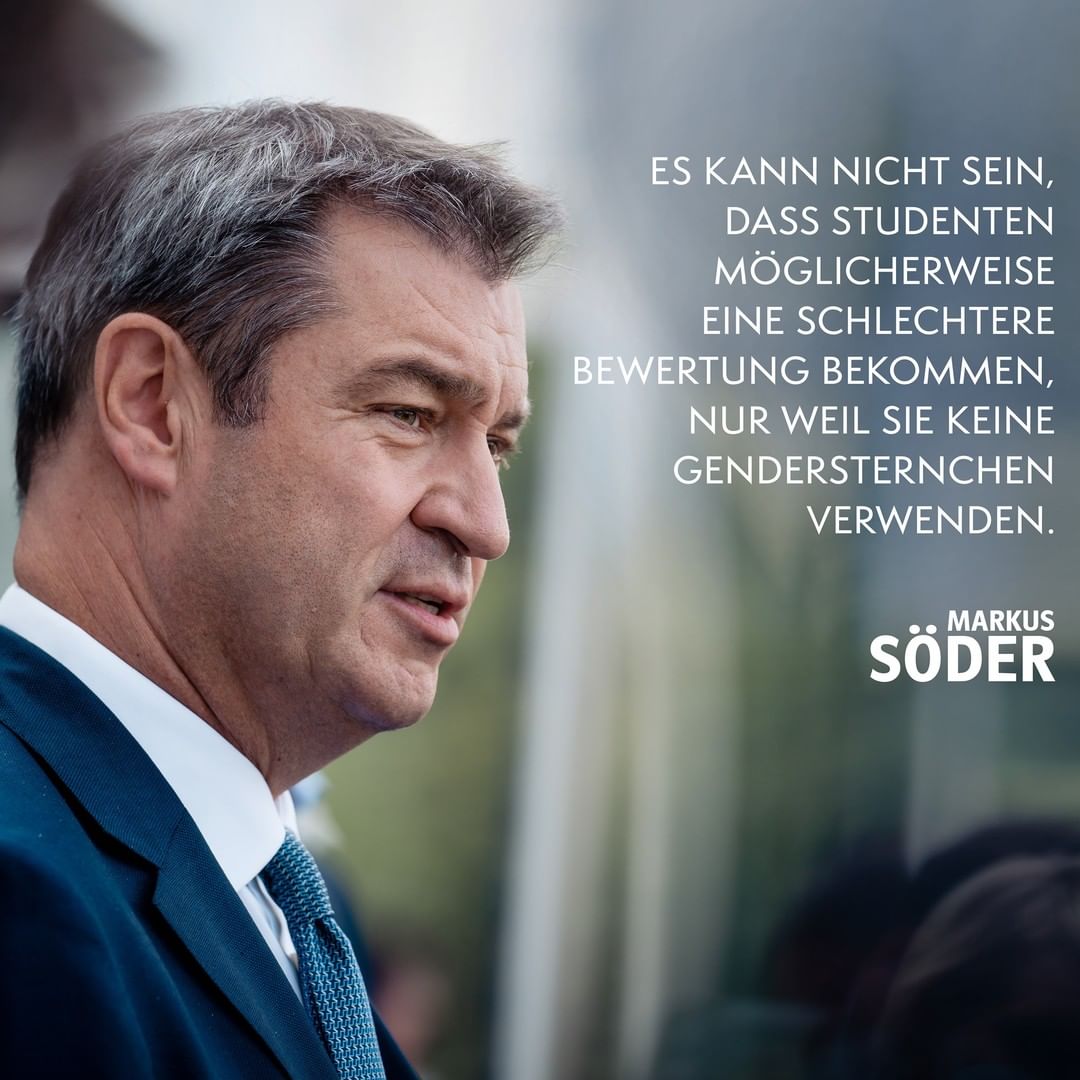 ES KANN NICHT SEIN,
DASS STUDENTEN
MÖGLICHERWEISE
EINE SCHLECHTERE
BEWERTUNG BEKOMMEN,
NUR WEIL SIE KEINE
GENDERSTERNCHEN
VERWENDEN.
MARKUS
SÖDER